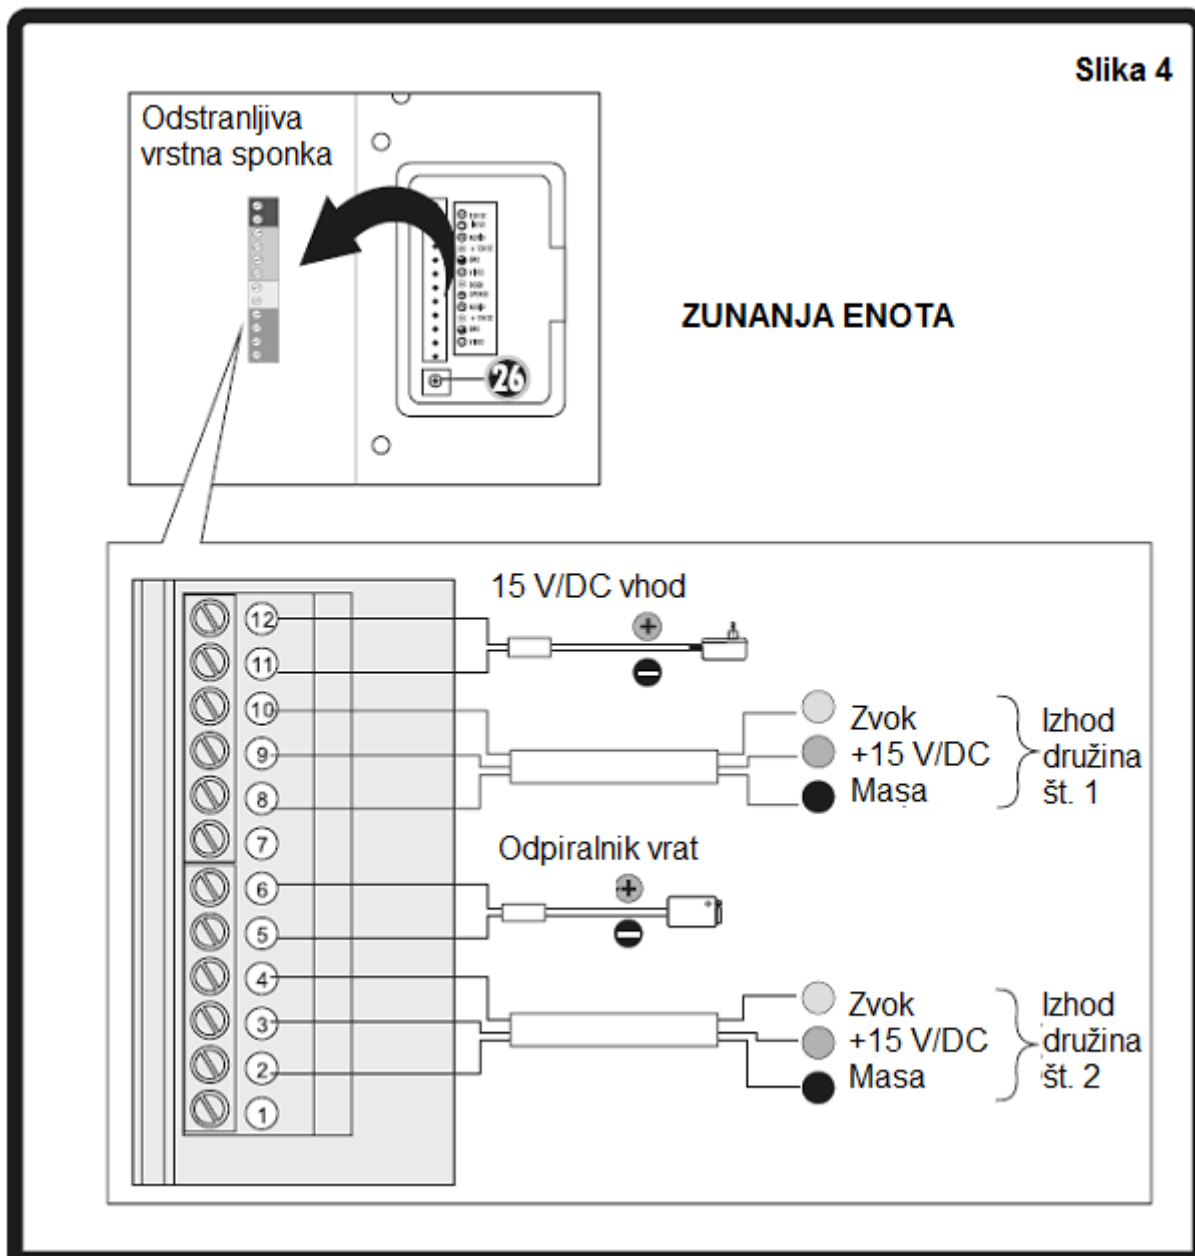 Slika 4
Odstranljiva
vrstna sponka
26
ZUNANJA ENOTA
15 V/DC vhod
12
11
10
9
8
7
6
5
4
3
2
1
Zvok
+15 V/DC
Masa
Izhod
družina
št. 1
Odpiralnik vrat
Zvok
+15 V/DC
Masa
Izhod
družina
št. 2